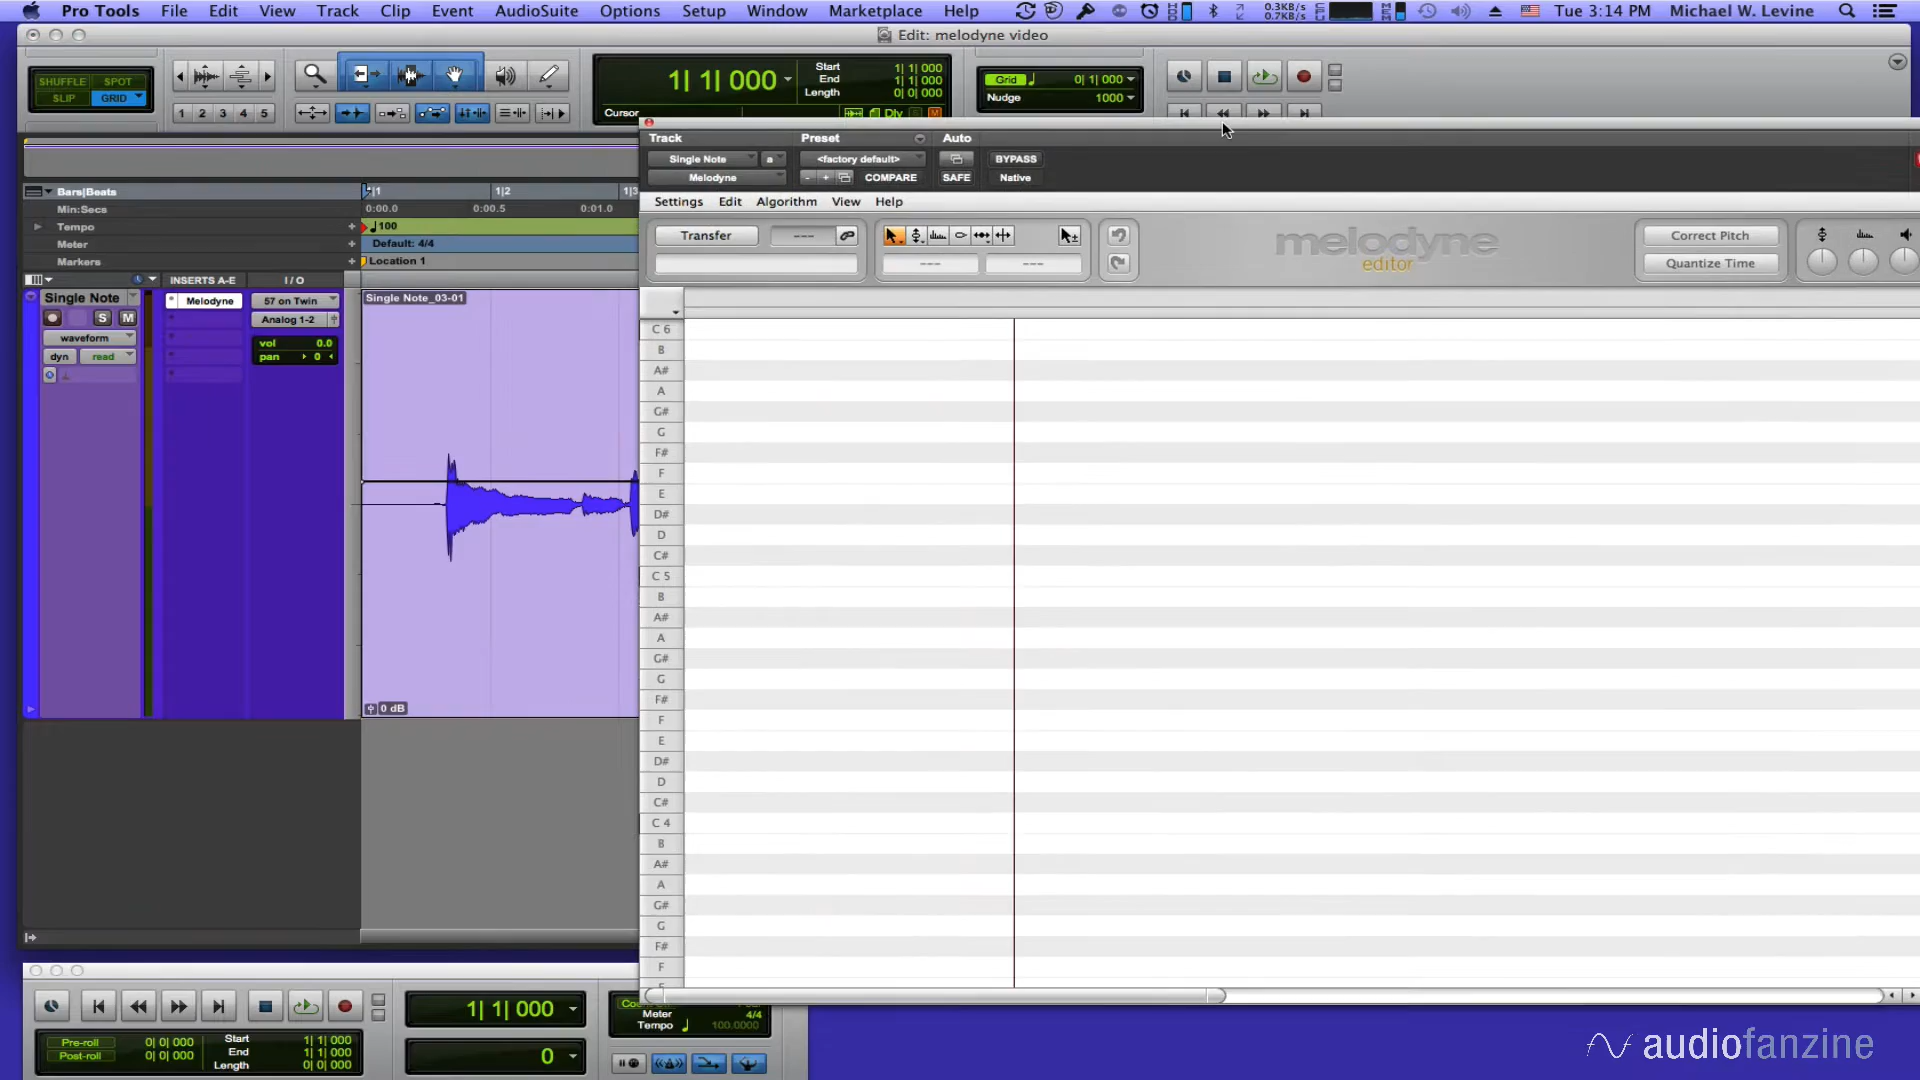 Pro Tools File Edit View Track Clip Event AudioSuite Options Setup Window Marketplace Help 0.3KB/s 0.7KB/s Tue 3:14 PM Michael W. Levine
Edit: melodyne video
SHUFFLE SPOT
SLIP GRID
1 2 3 4 5
1| 1| 000
Start 1| 1| 000
End 1| 1| 000
Length 0| 0| 000
Cursor Dly
Grid 0| 1| 000
Nudge 1000
Track Preset Auto
Single Note a <factory default> BYPASS
Melodyne - + COMPARE SAFE Native
Settings Edit Algorithm View Help
Transfer --- 
--- ---
melodyne
editor
Correct Pitch
Quantize Time
Bars|Beats 1 1|2 1|3
Min:Secs 0:00.0 0:00.5 0:01.0
Tempo + 100
Meter + Default: 4/4
Markers + Location 1
INSERTS A-E I / O
Single Note Melodyne 57 on Twin
S M Analog 1-2
waveform vol 0.0
dyn read pan 0
Single Note_03-01
0 dB
C 6
B
A#
A
G#
G
F#
F
E
D#
D
C#
C 5
B
A#
A
G#
G
F#
F
E
D#
D
C#
C 4
B
A#
A
G#
G
F#
F
1| 1| 000
Meter 4/4
Tempo 100.0000
Pre-roll 0| 0| 000
Post-roll 0| 0| 000
Start 1| 1| 000
End 1| 1| 000
Length 0| 0| 000
0
audiofanzine